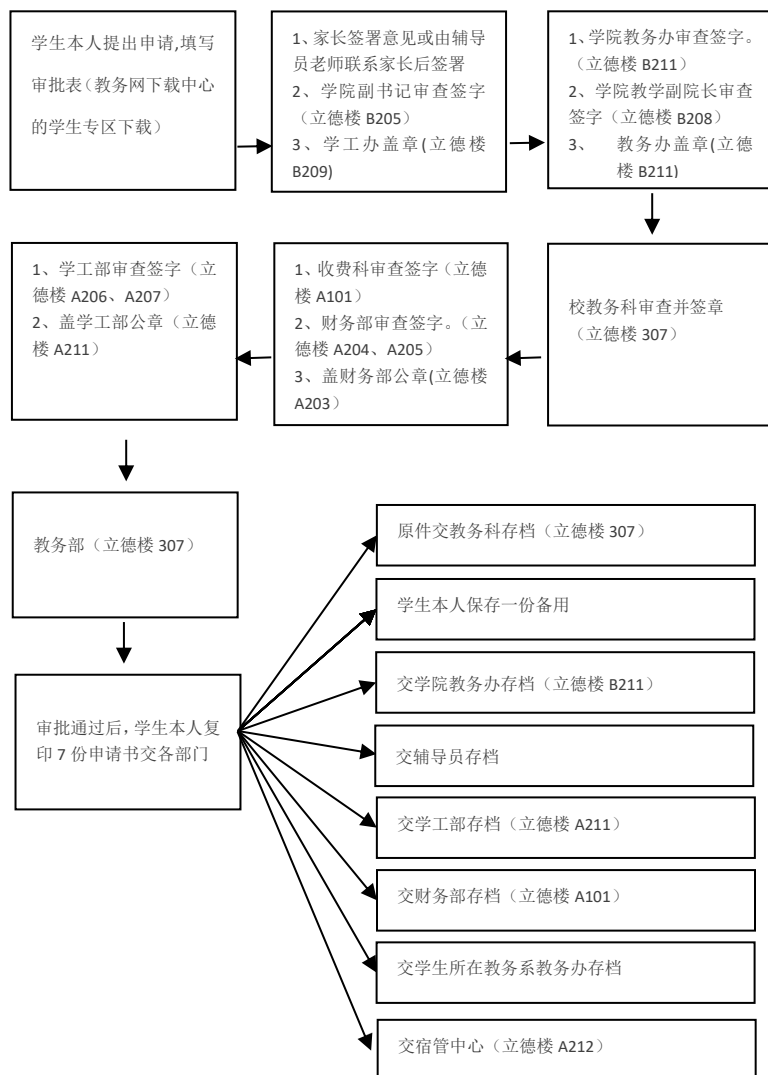 学生本人提出申请,填写
审批表（教务网下载中心
的学生专区下载）
1、家长签署意见或由辅导
员老师联系家长后签署
2、学院副书记审查签字
（立德楼 B205）
3、学工办盖章(立德楼
B209)
1、学院教务办审查签字。
（立德楼 B211）
2、学院教学副院长审查
签字（立德楼 B208）
3、 教务办盖章(立德
楼 B211)
校教务科审查并签章
（立德楼 307）
1、收费科审查签字（立德
楼 A101）
2、财务部审查签字。（立
德楼 A204、A205）
3、盖财务部公章(立德楼
A203）
1、学工部审查签字（立
德楼 A206、A207）
2、盖学工部公章（立德
楼 A211）
教务部（立德楼 307）
审批通过后，学生本人复
印 7 份申请书交各部门
原件交教务科存档（立德楼 307）
学生本人保存一份备用
交学院教务办存档（立德楼 B211）
交辅导员存档
交学工部存档（立德楼 A211）
交财务部存档（立德楼 A101）
交学生所在教务系教务办存档
交宿管中心（立德楼 A212）